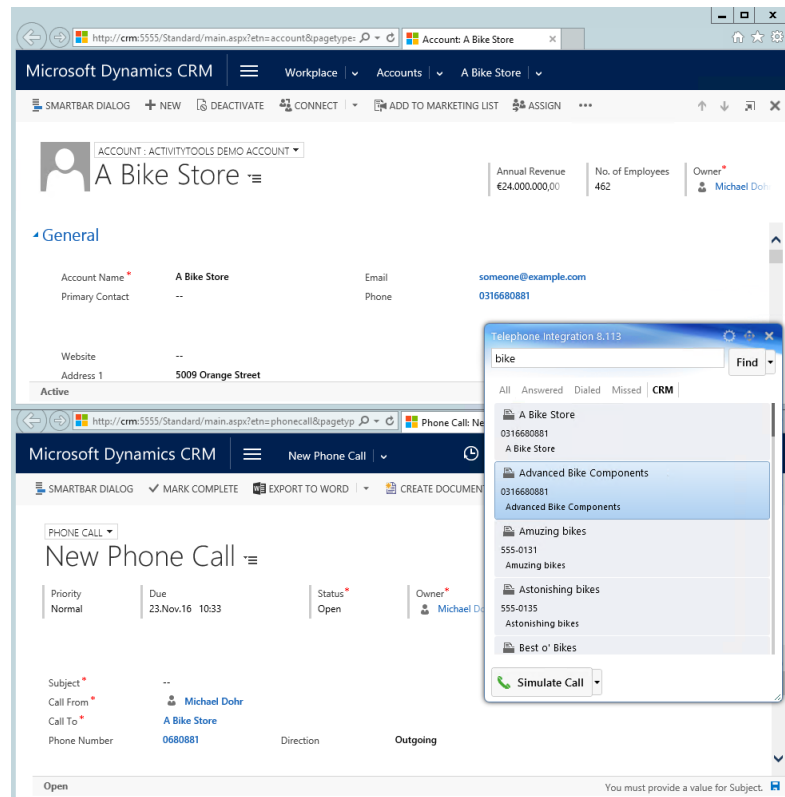 http://crm:5555/Standard/main.aspx?etn=account&pagetype=
Account: A Bike Store
Microsoft Dynamics CRM Workplace Accounts A Bike Store
SMARTBAR DIALOG NEW DEACTIVATE CONNECT ADD TO MARKETING LIST ASSIGN •••
ACCOUNT : ACTIVITYTOOLS DEMO ACCOUNT
A Bike Store
Annual Revenue No. of Employees Owner*
€24.000.000,00 462 Michael Doh
General
Account Name* A Bike Store Email someone@example.com
Primary Contact -- Phone 0316680881
Website --
Address 1 5009 Orange Street
Active
Telephone Integration 8.113
bike Find
All Answered Dialed Missed CRM
A Bike Store
0316680881
A Bike Store
Advanced Bike Components
0316680881
Advanced Bike Components
Amuzing bikes
555-0131
Amuzing bikes
Astonishing bikes
555-0135
Astonishing bikes
Best o' Bikes
Simulate Call
http://crm:5555/Standard/main.aspx?etn=phonecall&pagetyp
Phone Call: Ne
Microsoft Dynamics CRM New Phone Call
SMARTBAR DIALOG MARK COMPLETE EXPORT TO WORD CREATE DOCUMEN
PHONE CALL
New Phone Call
Priority Due Status* Owner*
Normal 23.Nov.16 10:33 Open Michael Do
Subject* --
Call From* Michael Dohr
Call To* A Bike Store
Phone Number 0680881 Direction Outgoing
Open You must provide a value for Subject.